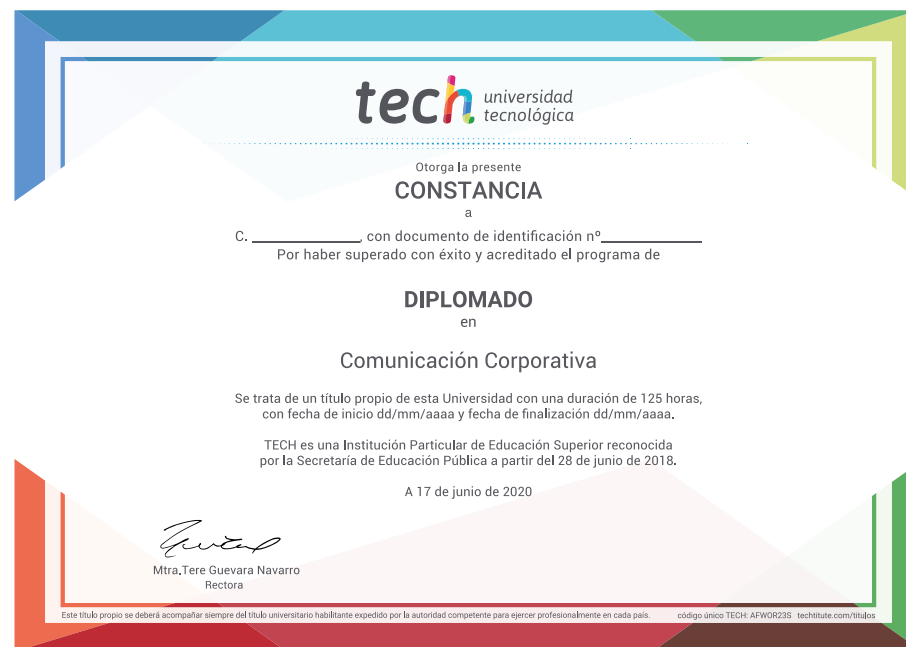 tech universidad
tecnológica
Otorga la presente
CONSTANCIA
a
C. ____________, con documento de identificación nº____________
Por haber superado con éxito y acreditado el programa de
DIPLOMADO
en
Comunicación Corporativa
Se trata de un título propio de esta Universidad con una duración de 125 horas,
con fecha de inicio dd/mm/aaaa y fecha de finalización dd/mm/aaaa.
TECH es una Institución Particular de Educación Superior reconocida
por la Secretaría de Educación Pública a partir del 28 de junio de 2018.
A 17 de junio de 2020
Mtra.Tere Guevara Navarro
Rectora
Este título propio se deberá acompañar siempre del título universitario habilitante expedido por la autoridad competente para ejercer profesionalmente en cada país. código único TECH: AFWOR23S techtitute.com/titulos